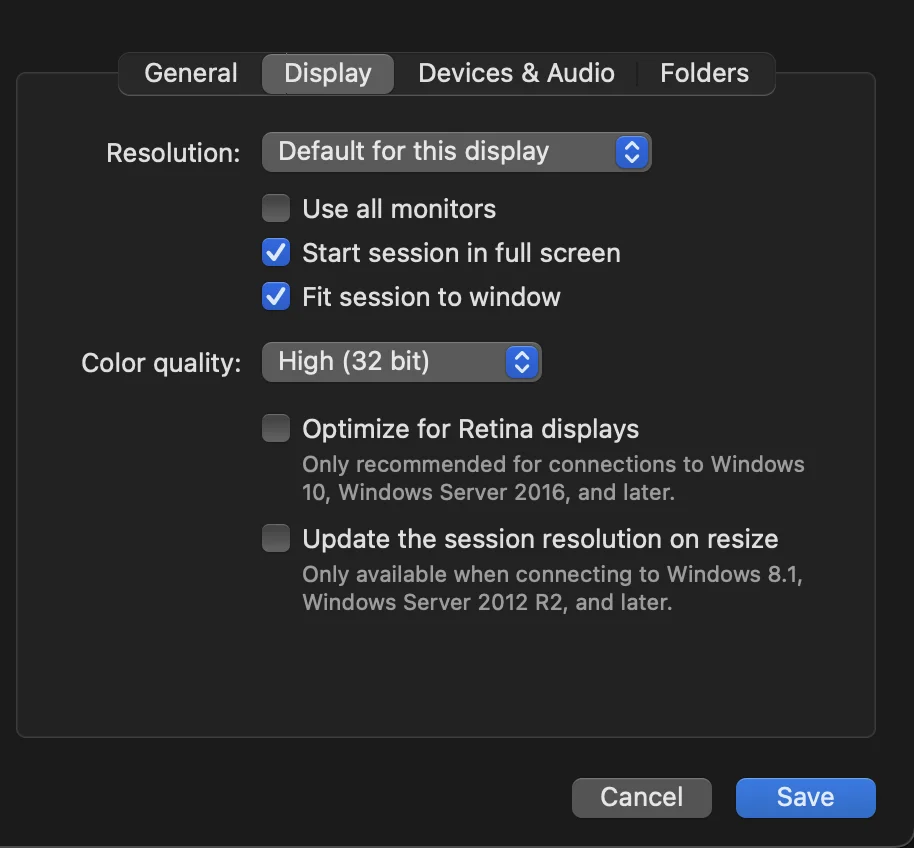 General Display Devices & Audio Folders
Resolution: Default for this display
Use all monitors
Start session in full screen
Fit session to window
Color quality: High (32 bit)
Optimize for Retina displays
Only recommended for connections to Windows
10, Windows Server 2016, and later.
Update the session resolution on resize
Only available when connecting to Windows 8.1,
Windows Server 2012 R2, and later.
Cancel Save